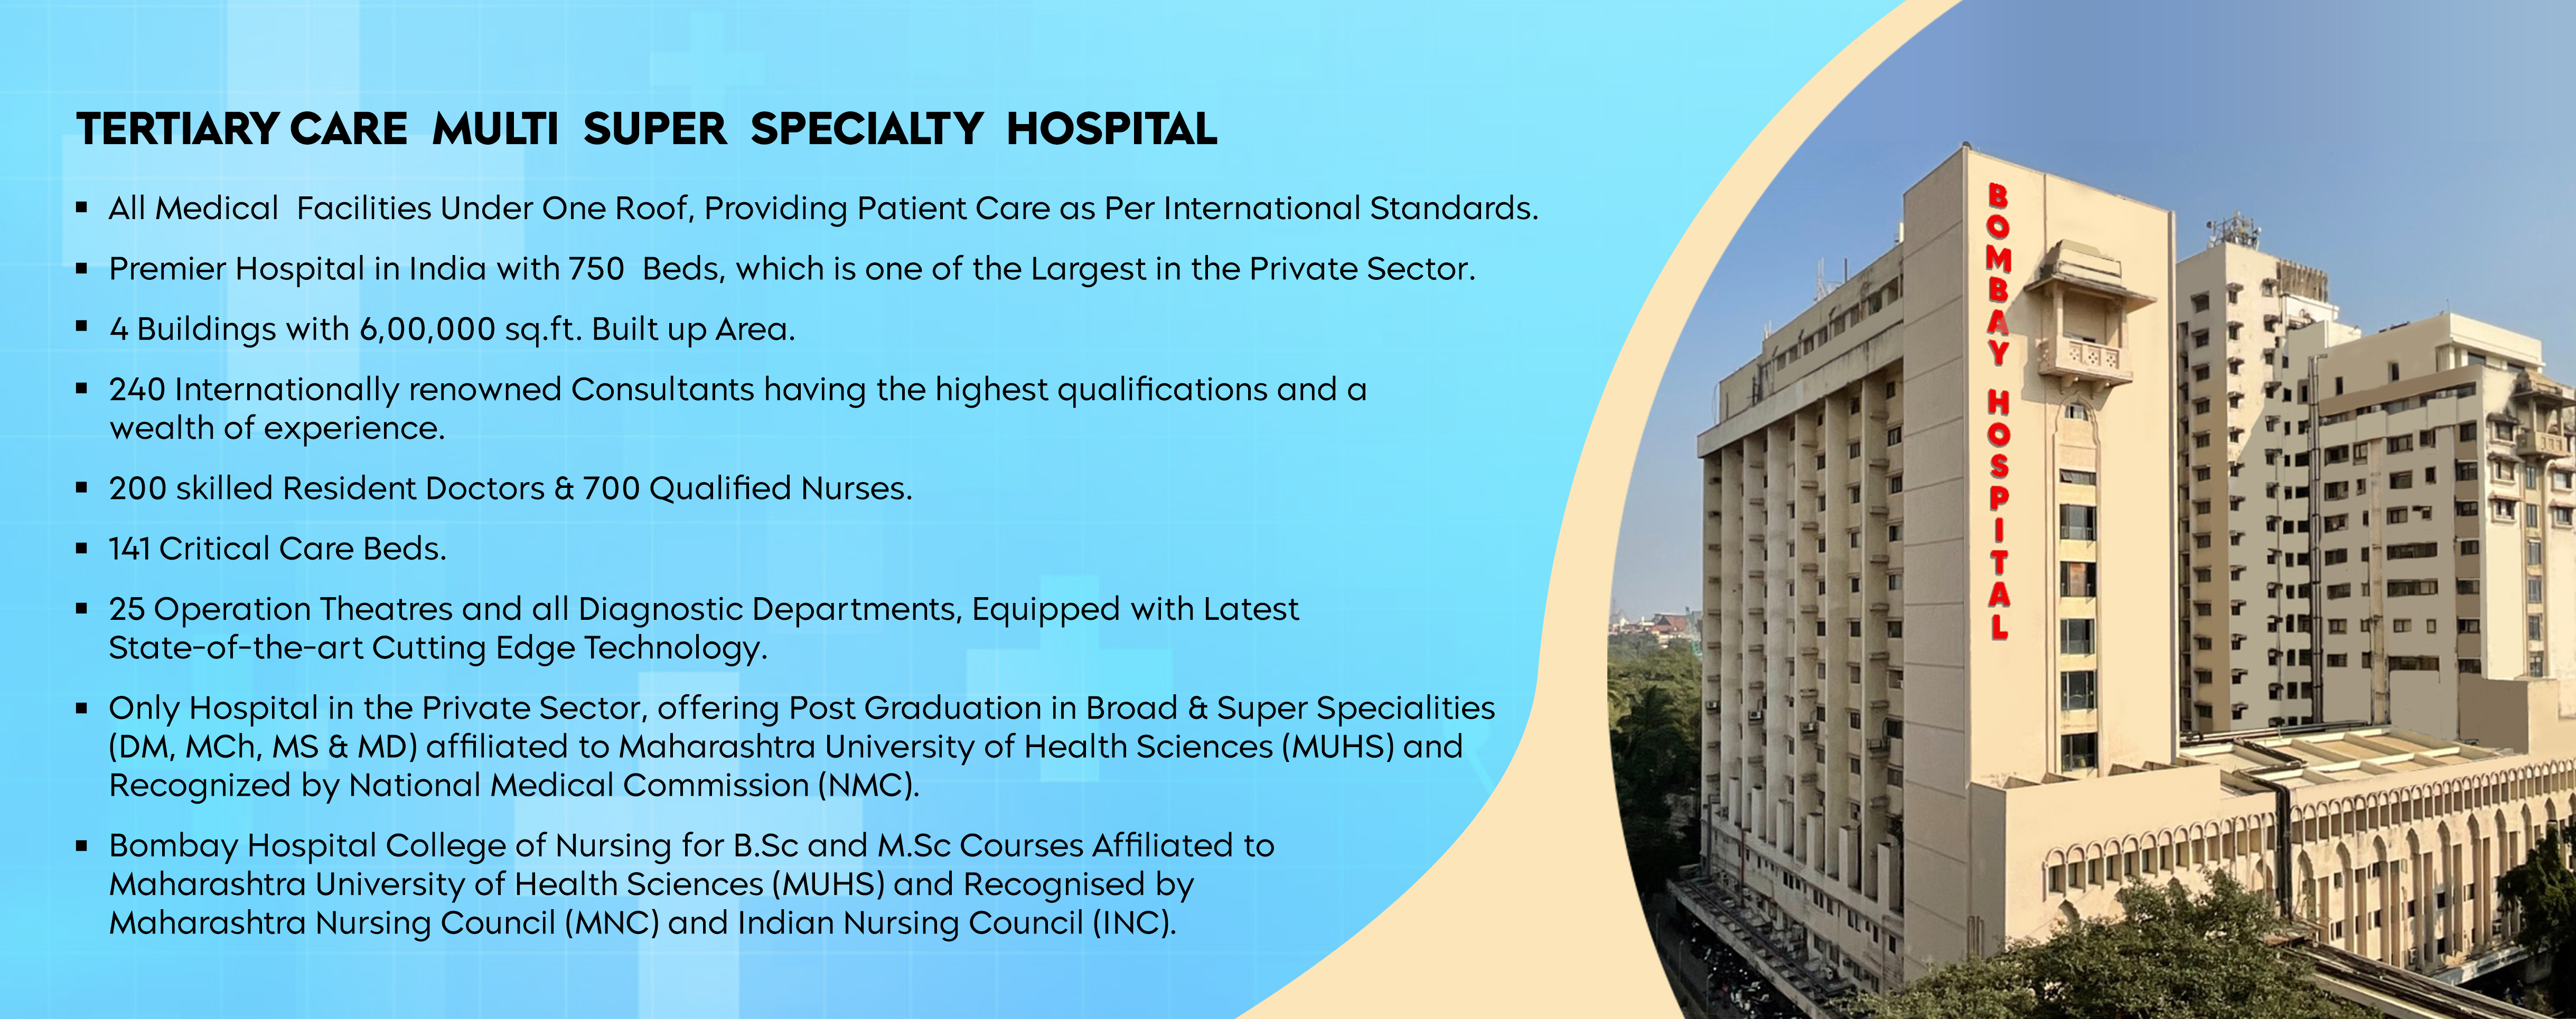 TERTIARY CARE MULTI SUPER SPECIALTY HOSPITAL
▪ All Medical Facilities Under One Roof, Providing Patient Care as Per International Standards.
▪ Premier Hospital in India with 750 Beds, which is one of the Largest in the Private Sector.
▪ 4 Buildings with 6,00,000 sq.ft. Built up Area.
▪ 240 Internationally renowned Consultants having the highest qualifications and a
wealth of experience.
▪ 200 skilled Resident Doctors & 700 Qualified Nurses.
▪ 141 Critical Care Beds.
▪ 25 Operation Theatres and all Diagnostic Departments, Equipped with Latest
State-of-the-art Cutting Edge Technology.
▪ Only Hospital in the Private Sector, offering Post Graduation in Broad & Super Specialities
(DM, MCh, MS & MD) affiliated to Maharashtra University of Health Sciences (MUHS) and
Recognized by National Medical Commission (NMC).
▪ Bombay Hospital College of Nursing for B.Sc and M.Sc Courses Affiliated to
Maharashtra University of Health Sciences (MUHS) and Recognised by
Maharashtra Nursing Council (MNC) and Indian Nursing Council (INC).
BOMBAY HOSPITAL